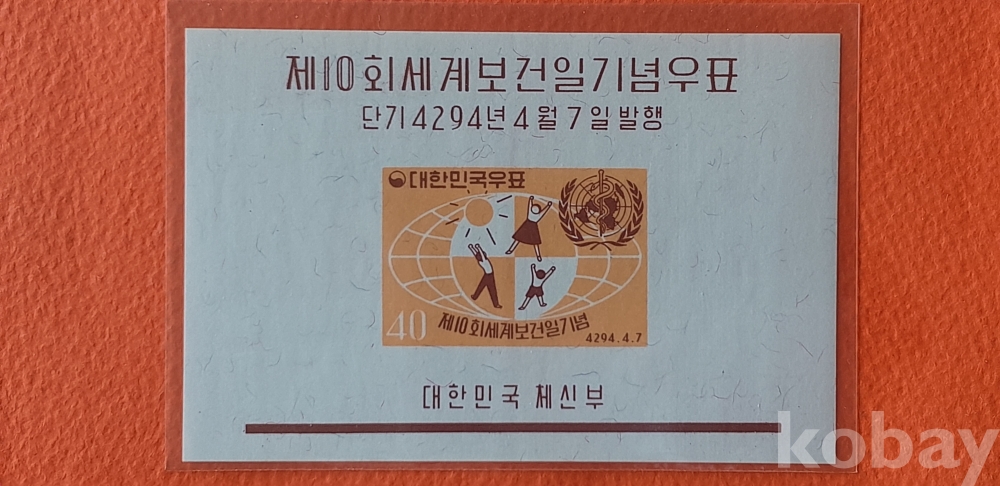 제10회세계보건일기념우표
단기4294년4월7일발행
대한민국우표
40
제10회세계보건일기념
4294.4.7
대한민국 체신부
kobay